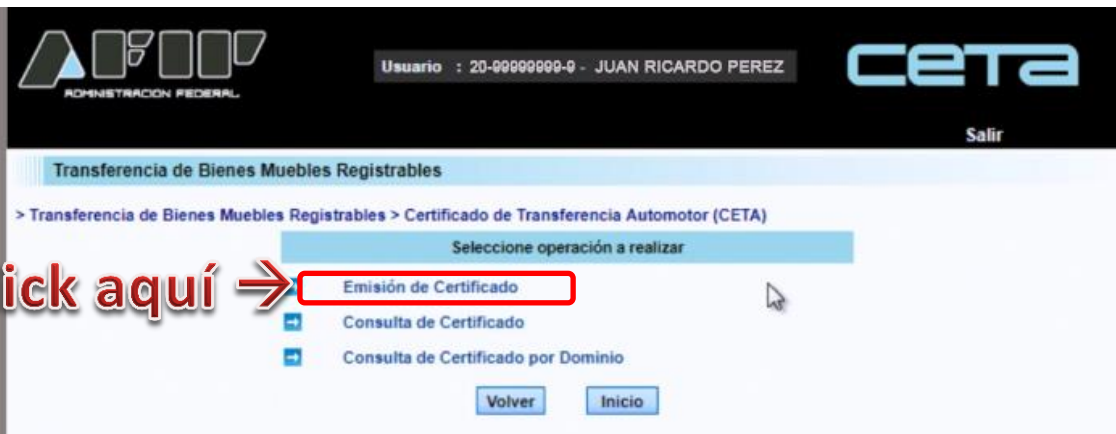 AFIP
ADMINISTRACION FEDERAL
Usuario : 20-99999999-9 - JUAN RICARDO PEREZ
ceta
Salir
Transferencia de Bienes Muebles Registrables
> Transferencia de Bienes Muebles Registrables > Certificado de Transferencia Automotor (CETA)
Seleccione operación a realizar
ick aquí →
Emisión de Certificado
Consulta de Certificado
Consulta de Certificado por Dominio
Volver
Inicio